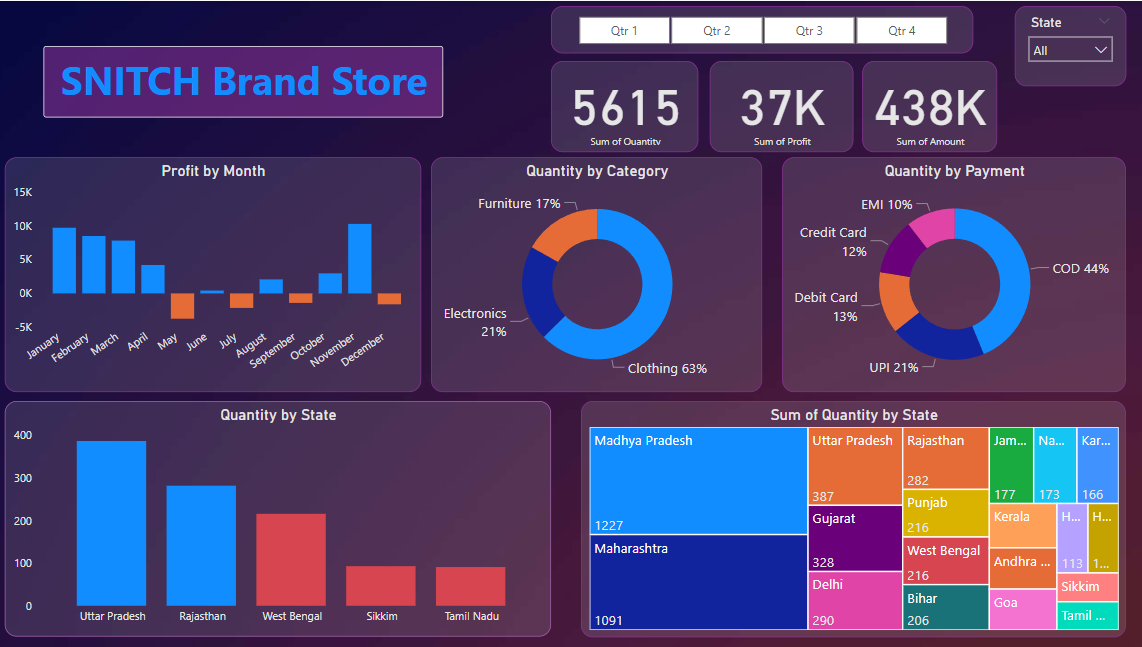 SNITCH Brand Store
Qtr 1
Qtr 2
Qtr 3
Qtr 4
State
All
5615
Sum of Quantity
37K
Sum of Profit
438K
Sum of Amount
Profit by Month
15K
10K
5K
0K
-5K
January
February
March
April
May
June
July
August
September
October
November
December
Quantity by Category
Furniture 17%
Electronics
21%
Clothing 63%
Quantity by Payment
EMI 10%
Credit Card
12%
Debit Card
13%
UPI 21%
COD 44%
Quantity by State
400
300
200
100
0
Uttar Pradesh
Rajasthan
West Bengal
Sikkim
Tamil Nadu
Sum of Quantity by State
Madhya Pradesh
1227
Maharashtra
1091
Uttar Pradesh
387
Gujarat
328
Delhi
290
Rajasthan
282
Punjab
216
West Bengal
216
Bihar
206
Jam...
177
Na...
173
Kar...
166
Kerala
Andhra ...
Goa
H...
113
H...
1...
Sikkim
Tamil ...